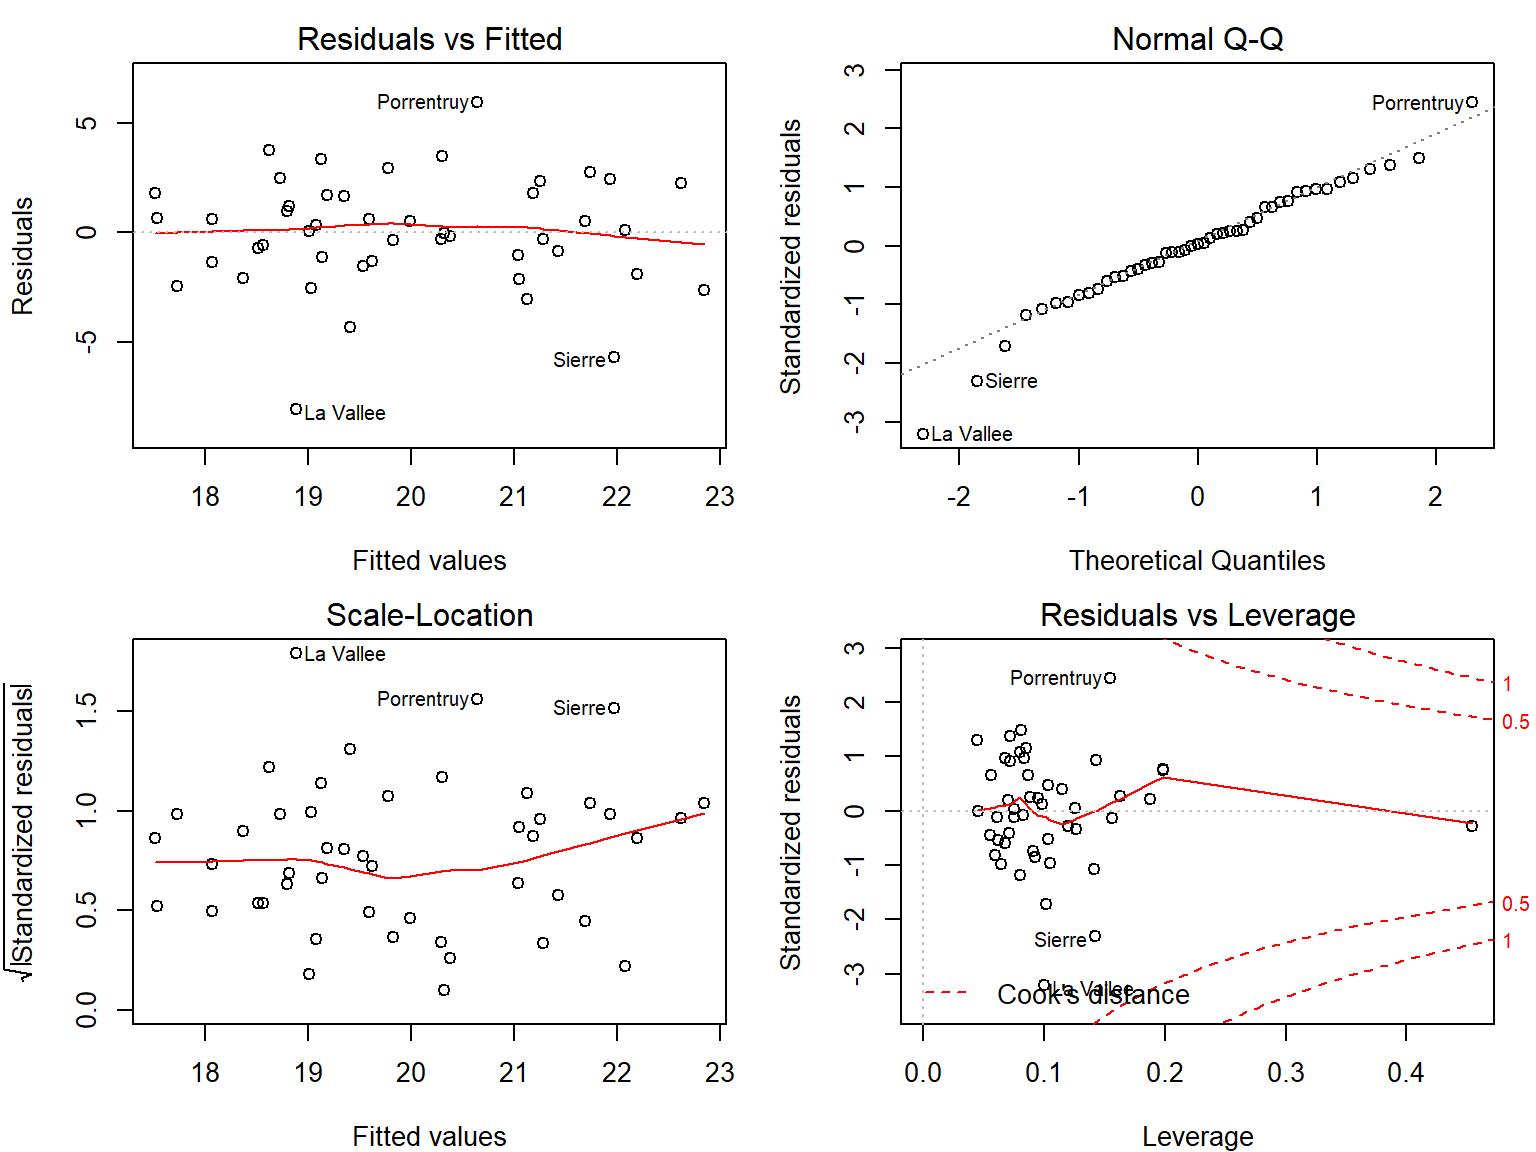 Residuals vs Fitted
Residuals
5
0
-5
Porrentruy
Sierre
La Vallee
18 19 20 21 22 23
Fitted values
Normal Q-Q
Standardized residuals
3
2
1
0
-1
-2
-3
Porrentruy
Sierre
La Vallee
-2 -1 0 1 2
Theoretical Quantiles
Scale-Location
√|Standardized residuals|
1.5
1.0
0.5
0.0
La Vallee
Porrentruy
Sierre
18 19 20 21 22 23
Fitted values
Residuals vs Leverage
Standardized residuals
3
2
1
0
-1
-2
-3
Porrentruy
1
0.5
0.5
1
Sierre
La Vallee
Cook's distance
0.0 0.1 0.2 0.3 0.4
Leverage